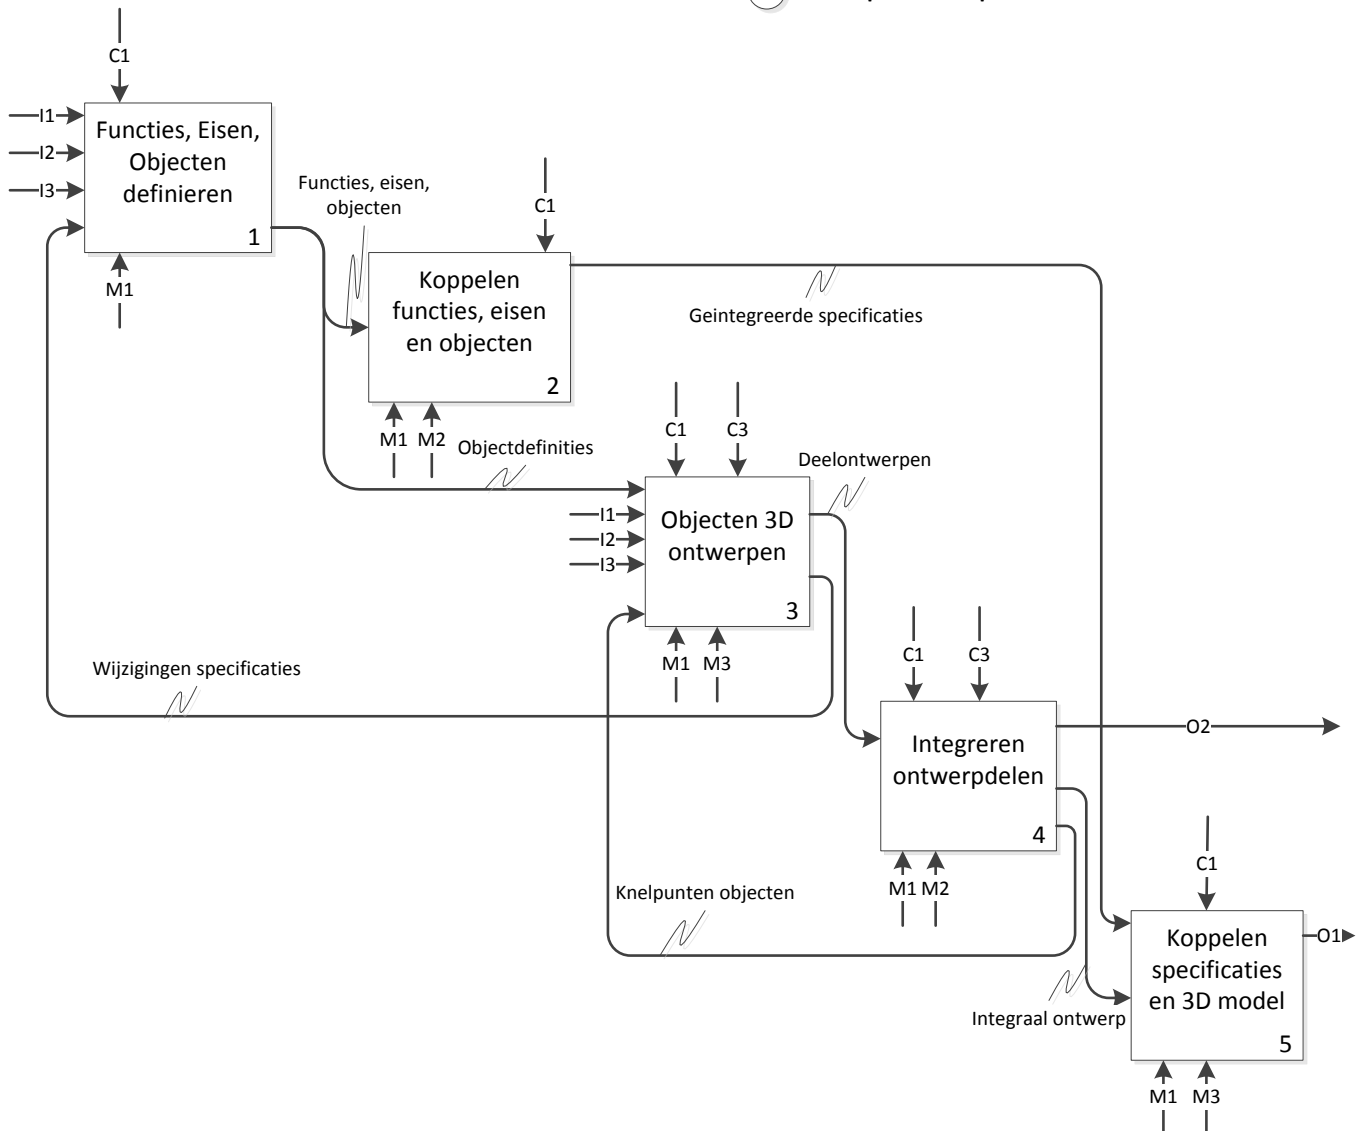 C1
I1
I2
I3
Functies, Eisen,
Objecten
definieren
1
M1
Functies, eisen,
objecten
C1
Koppelen
functies, eisen
en objecten
2
M1 M2
Geintegreerde specificaties
Objectdefinities
C1 C3
I1
I2
I3
Objecten 3D
ontwerpen
3
M1 M3
Deelontwerpen
Wijzigingen specificaties
C1 C3
Integreren
ontwerpdelen
4
M1 M2
O2
Knelpunten objecten
Integraal ontwerp
C1
Koppelen
specificaties
en 3D model
5
O1
M1 M3